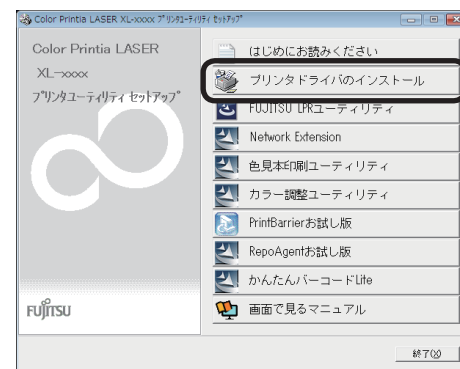 Color Printia LASER XL-xxxx プリンタユーティリティ セットアップ
Color Printia LASER
XL-xxxx
プリンタユーティリティ セットアップ
はじめにお読みください
プリンタドライバのインストール
FUJITSU LPRユーティリティ
Network Extension
色見本印刷ユーティリティ
カラー調整ユーティリティ
PrintBarrierお試し版
RepoAgentお試し版
かんたんバーコードLite
画面で見るマニュアル
FUJITSU
終了(X)